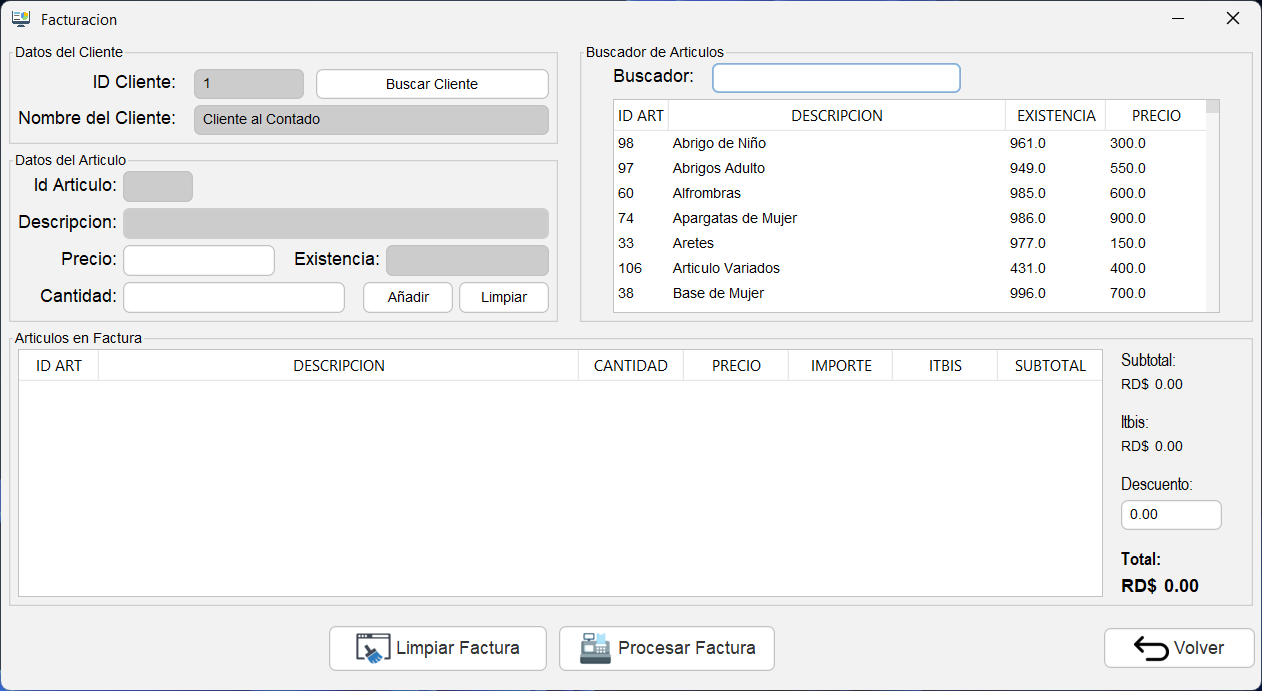 Facturacion
Datos del Cliente
ID Cliente: 1 Buscar Cliente
Nombre del Cliente: Cliente al Contado
Datos del Articulo
Id Articulo:
Descripcion:
Precio: Existencia:
Cantidad: Añadir Limpiar
Buscador de Articulos
Buscador:
ID ART DESCRIPCION EXISTENCIA PRECIO
98 Abrigo de Niño 961.0 300.0
97 Abrigos Adulto 949.0 550.0
60 Alfrombras 985.0 600.0
74 Apargatas de Mujer 986.0 900.0
33 Aretes 977.0 150.0
106 Articulo Variados 431.0 400.0
38 Base de Mujer 996.0 700.0
Articulos en Factura
ID ART DESCRIPCION CANTIDAD PRECIO IMPORTE ITBIS SUBTOTAL
Subtotal:
RD$ 0.00
Itbis:
RD$ 0.00
Descuento:
0.00
Total:
RD$ 0.00
Limpiar Factura Procesar Factura Volver